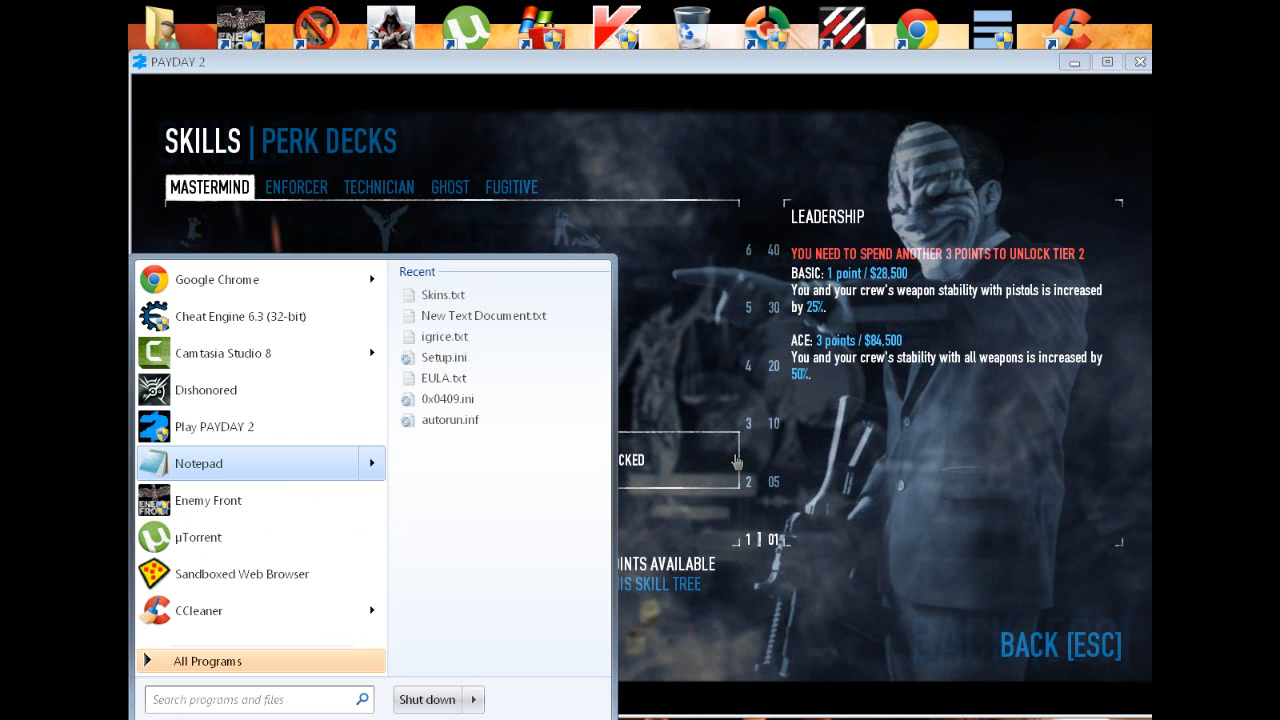 PAYDAY 2
SKILLS | PERK DECKS
MASTERMIND ENFORCER TECHNICIAN GHOST FUGITIVE
LEADERSHIP
YOU NEED TO SPEND ANOTHER 3 POINTS TO UNLOCK TIER 2
BASIC: 1 point / $28,500
You and your crew's weapon stability with pistols is increased
by 25%.
ACE: 3 points / $84,500
You and your crew's stability with all weapons is increased by
50%.
6 40
5 30
4 20
3 10
2 05
1 01
CKED
INTS AVAILABLE
IS SKILL TREE
BACK [ESC]
Google Chrome
Cheat Engine 6.3 (32-bit)
Camtasia Studio 8
Dishonored
Play PAYDAY 2
Notepad
Enemy Front
µTorrent
Sandboxed Web Browser
CCleaner
All Programs
Search programs and files
Recent
Skins.txt
New Text Document.txt
igrice.txt
Setup.ini
EULA.txt
0x0409.ini
autorun.inf
Shut down